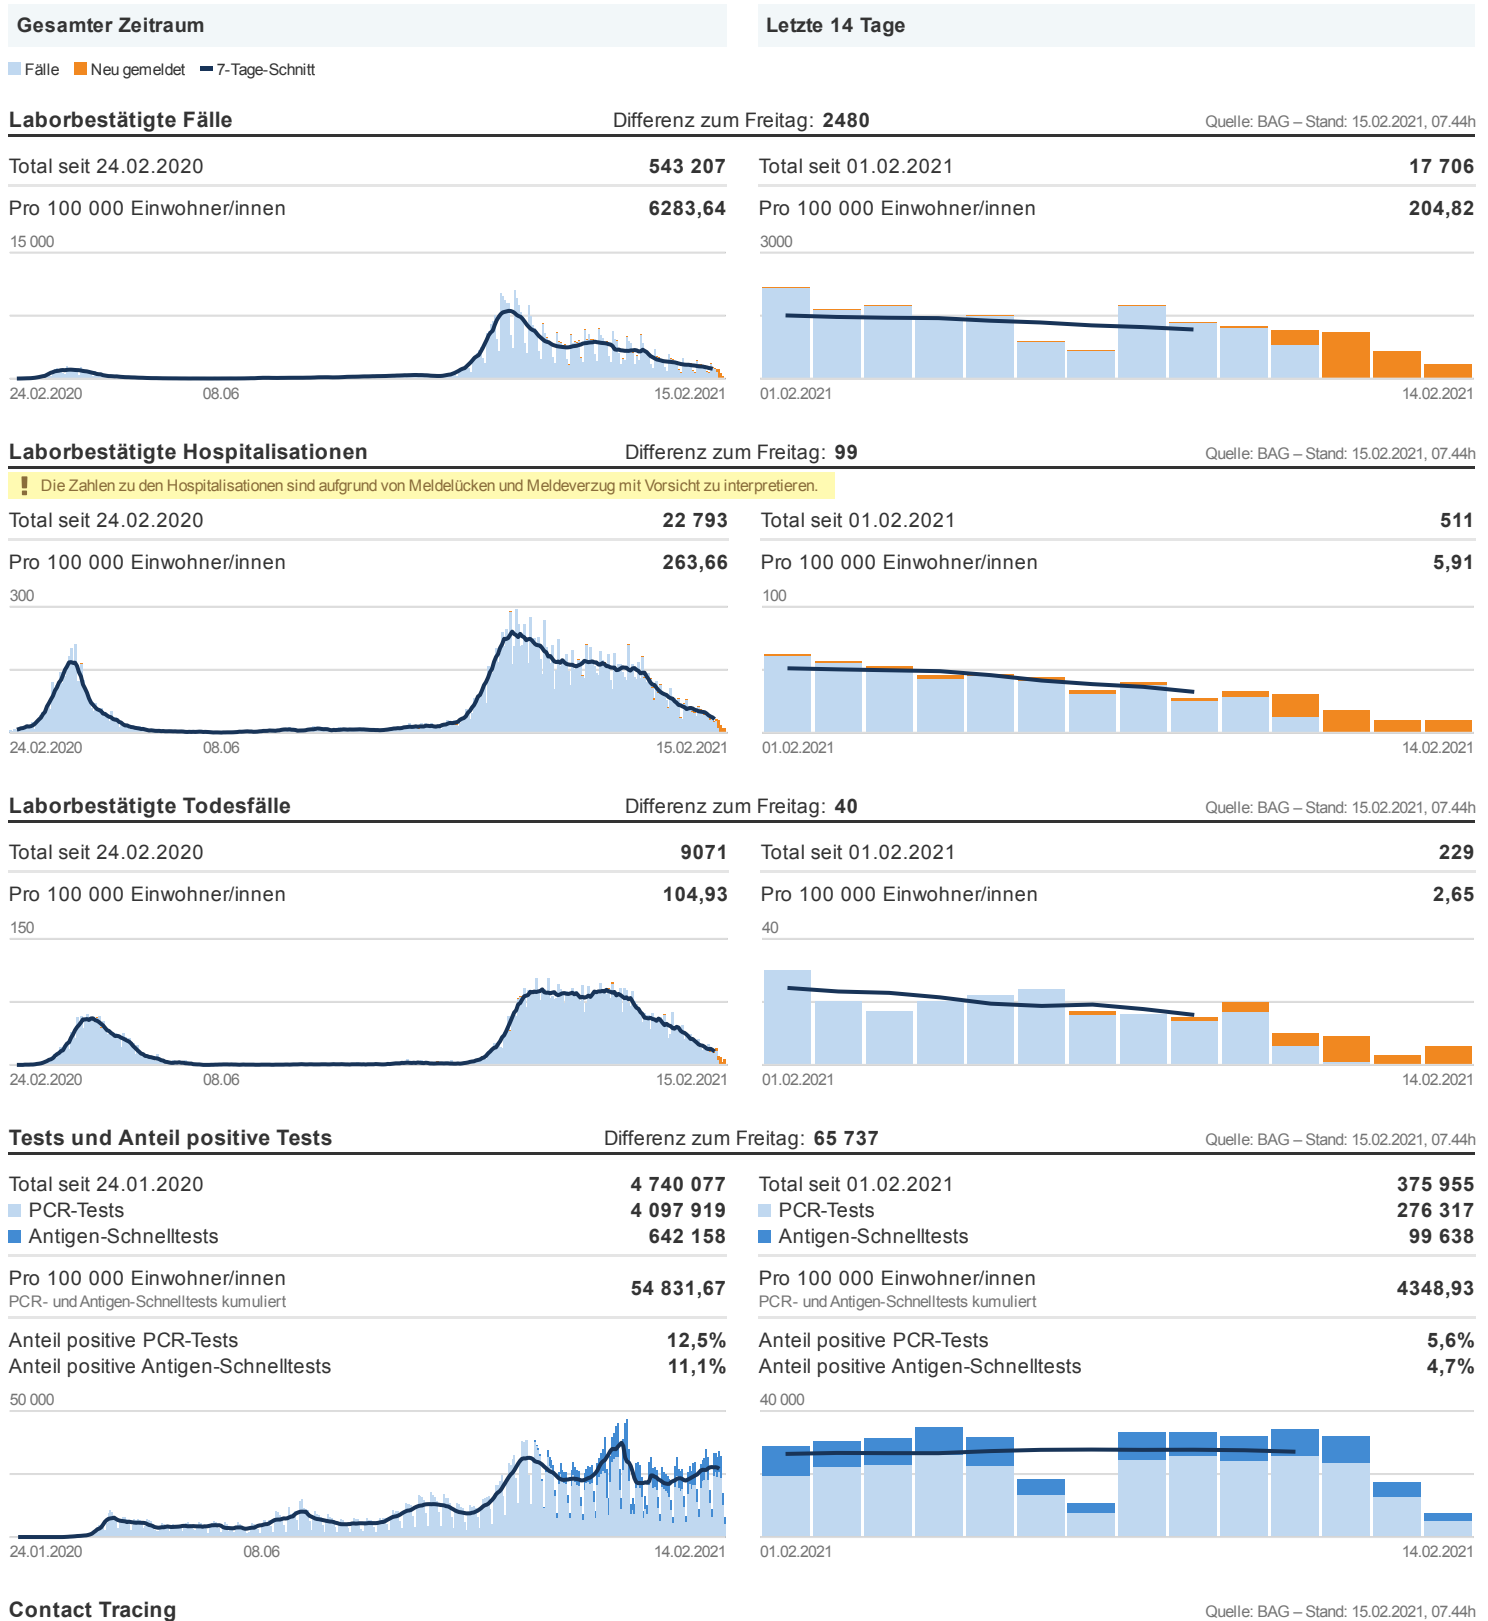 Gesamter Zeitraum
Letzte 14 Tage
Fälle Neu gemeldet 7-Tage-Schnitt
Laborbestätigte Fälle Differenz zum Freitag: 2480 Quelle: BAG – Stand: 15.02.2021, 07.44h
Total seit 24.02.2020 543 207
Total seit 01.02.2021 17 706
Pro 100 000 Einwohner/innen 6283,64
Pro 100 000 Einwohner/innen 204,82
15 000
3000
24.02.2020 08.06 15.02.2021
01.02.2021 14.02.2021
Laborbestätigte Hospitalisationen Differenz zum Freitag: 99 Quelle: BAG – Stand: 15.02.2021, 07.44h
! Die Zahlen zu den Hospitalisationen sind aufgrund von Meldelücken und Meldeverzug mit Vorsicht zu interpretieren.
Total seit 24.02.2020 22 793
Total seit 01.02.2021 511
Pro 100 000 Einwohner/innen 263,66
Pro 100 000 Einwohner/innen 5,91
300
100
24.02.2020 08.06 15.02.2021
01.02.2021 14.02.2021
Laborbestätigte Todesfälle Differenz zum Freitag: 40 Quelle: BAG – Stand: 15.02.2021, 07.44h
Total seit 24.02.2020 9071
Total seit 01.02.2021 229
Pro 100 000 Einwohner/innen 104,93
Pro 100 000 Einwohner/innen 2,65
150
40
24.02.2020 08.06 15.02.2021
01.02.2021 14.02.2021
Tests und Anteil positive Tests Differenz zum Freitag: 65 737 Quelle: BAG – Stand: 15.02.2021, 07.44h
Total seit 24.01.2020 4 740 077
PCR-Tests 4 097 919
Antigen-Schnelltests 642 158
Total seit 01.02.2021 375 955
PCR-Tests 276 317
Antigen-Schnelltests 99 638
Pro 100 000 Einwohner/innen 54 831,67
PCR- und Antigen-Schnelltests kumuliert
Pro 100 000 Einwohner/innen 4348,93
PCR- und Antigen-Schnelltests kumuliert
Anteil positive PCR-Tests 12,5%
Anteil positive Antigen-Schnelltests 11,1%
Anteil positive PCR-Tests 5,6%
Anteil positive Antigen-Schnelltests 4,7%
50 000
40 000
24.01.2020 08.06 14.02.2021
01.02.2021 14.02.2021
Contact Tracing Quelle: BAG – Stand: 15.02.2021, 07.44h